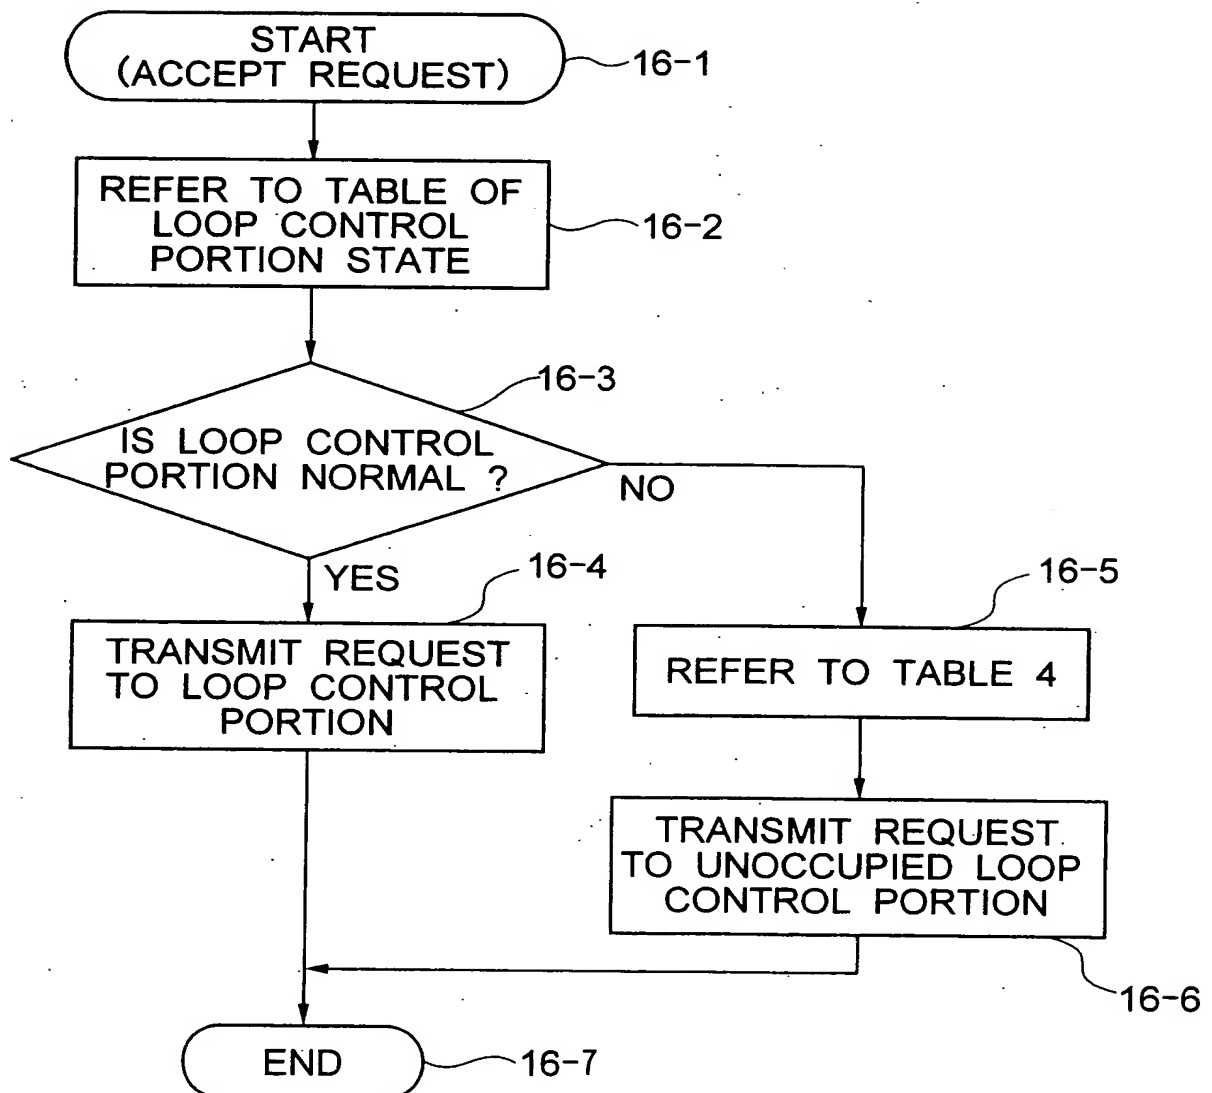 START
(ACCEPT REQUEST)
16-1
REFER TO TABLE OF
LOOP CONTROL
PORTION STATE
16-2
16-3
IS LOOP CONTROL
PORTION NORMAL ?
NO
YES
16-4
16-5
TRANSMIT REQUEST
TO LOOP CONTROL
PORTION
REFER TO TABLE 4
TRANSMIT REQUEST
TO UNOCCUPIED LOOP
CONTROL PORTION
16-6
END
16-7